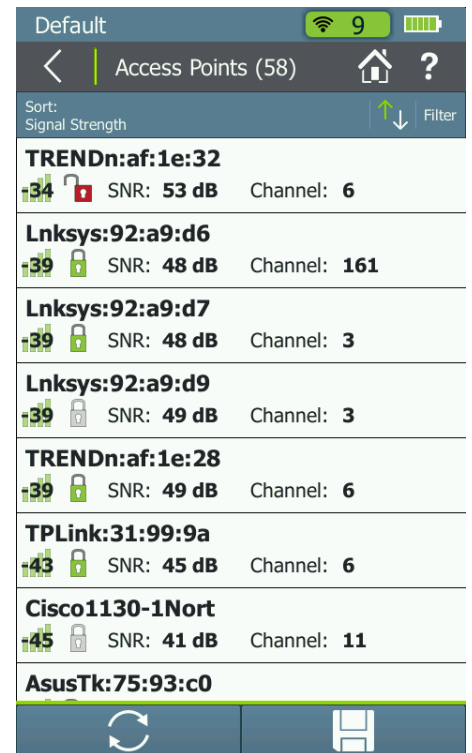 Default 9
Access Points (58) ?
Sort:
Signal Strength Filter
TRENDn:af:1e:32
-34 SNR: 53 dB Channel: 6
Lnksys:92:a9:d6
-39 SNR: 48 dB Channel: 161
Lnksys:92:a9:d7
-39 SNR: 48 dB Channel: 3
Lnksys:92:a9:d9
-39 SNR: 49 dB Channel: 3
TRENDn:af:1e:28
-39 SNR: 49 dB Channel: 6
TPLink:31:99:9a
-43 SNR: 45 dB Channel: 6
Cisco1130-1Nort
-45 SNR: 41 dB Channel: 11
AsusTk:75:93:c0